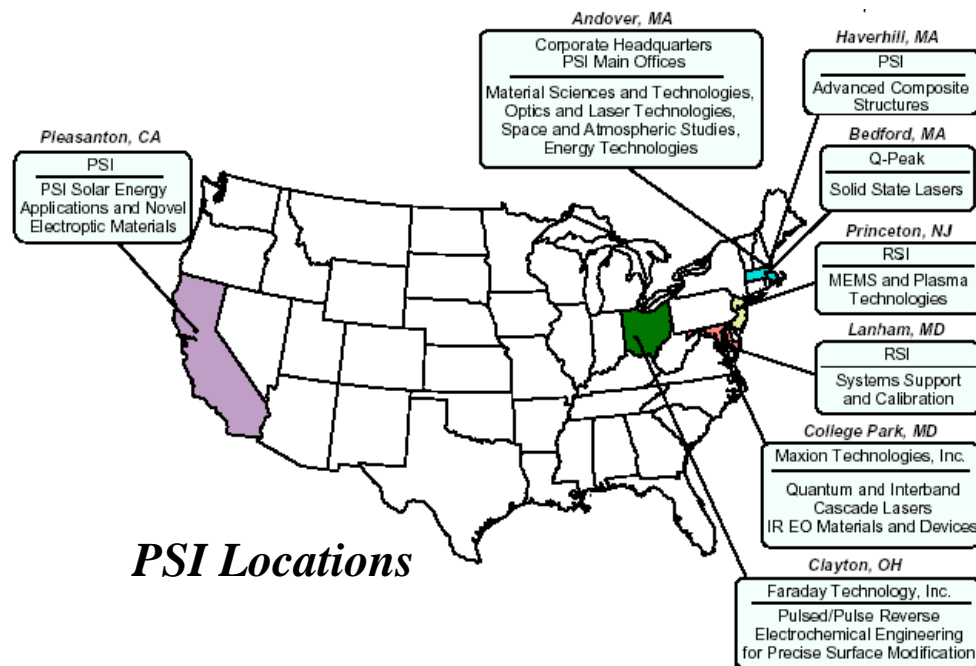 Andover, MA
Corporate Headquarters
PSI Main Offices
Material Sciences and Technologies,
Optics and Laser Technologies,
Space and Atmospheric Studies,
Energy Technologies
Haverhill, MA
PSI
Advanced Composite
Structures
Pleasanton, CA
PSI
PSI Solar Energy
Applications and Novel
Electroptic Materials
Bedford, MA
Q-Peak
Solid State Lasers
Princeton, NJ
RSI
MEMS and Plasma
Technologies
Lanham, MD
RSI
Systems Support
and Calibration
College Park, MD
Maxion Technologies, Inc.
Quantum and Interband
Cascade Lasers
IR EO Materials and Devices
PSI Locations
Clayton, OH
Faraday Technology, Inc.
Pulsed/Pulse Reverse
Electrochemical Engineering
for Precise Surface Modification